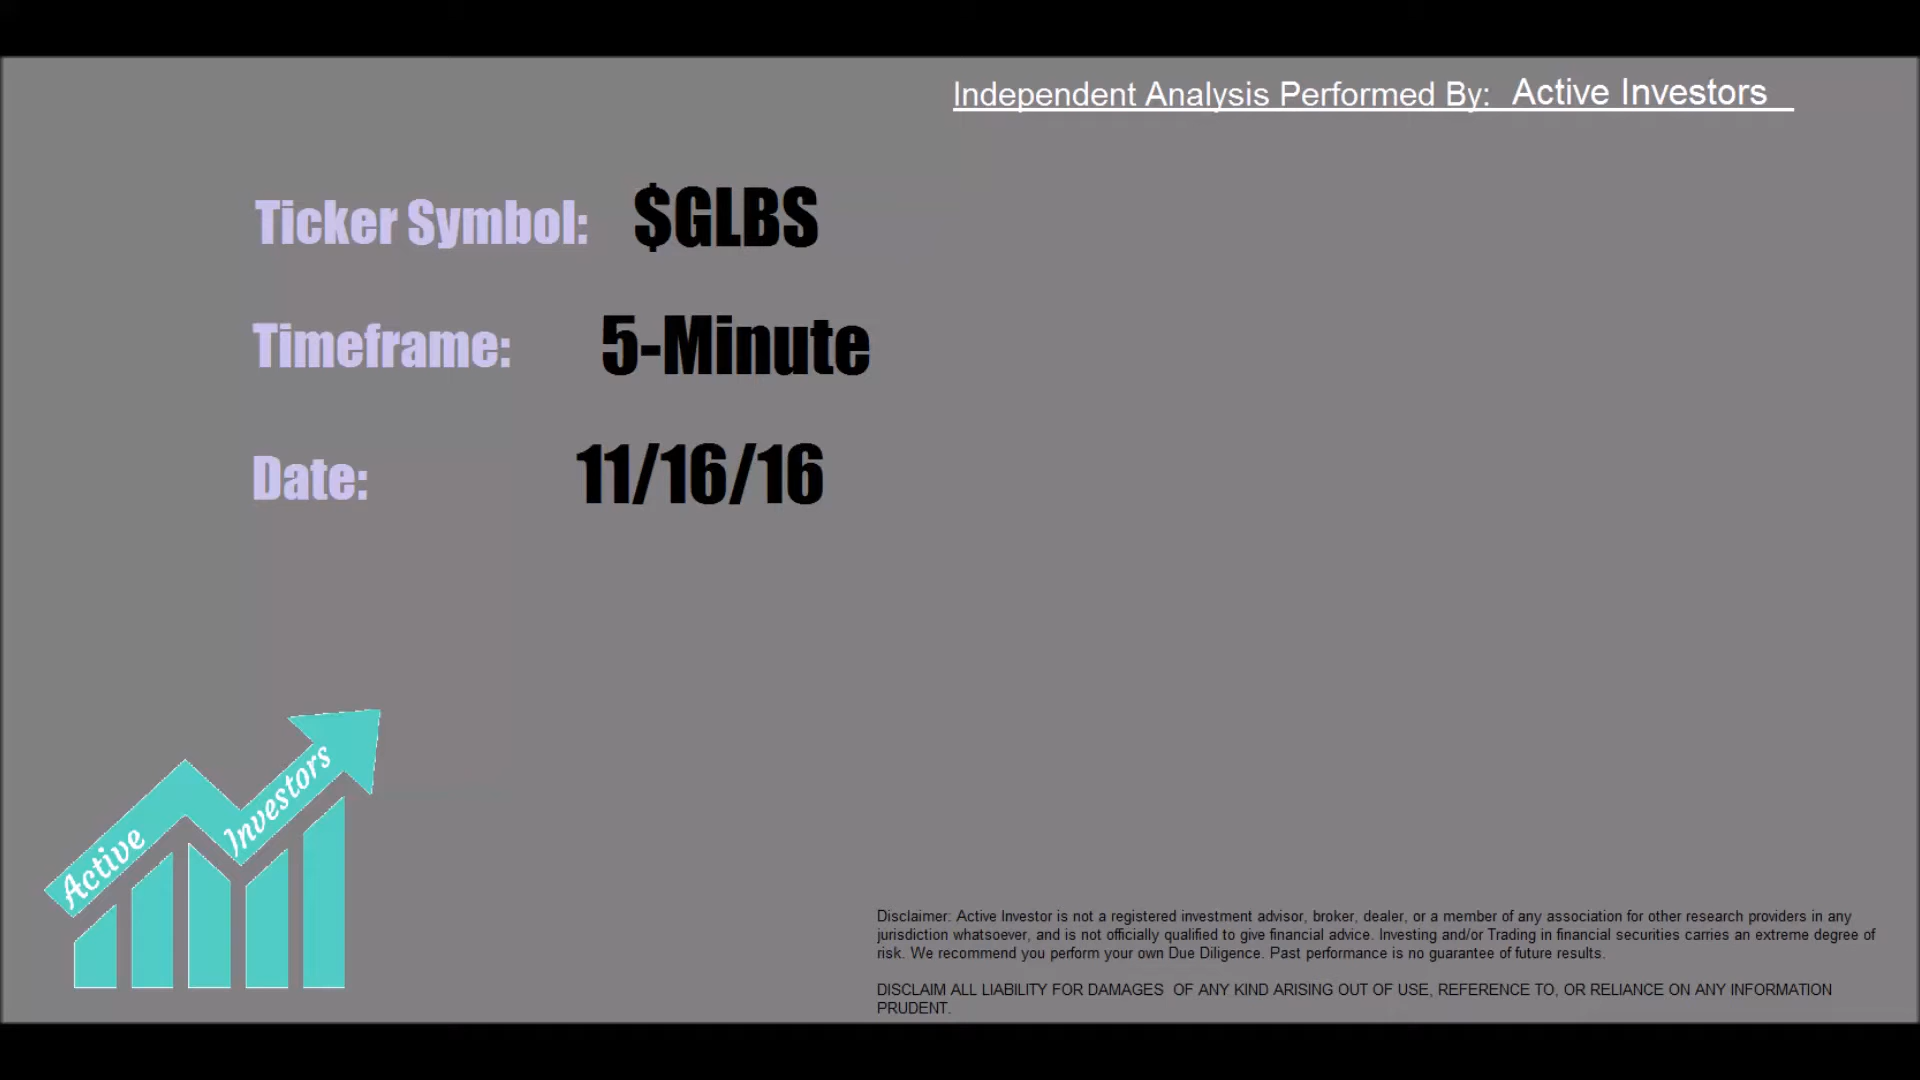 Independent Analysis Performed By: Active Investors
Ticker Symbol: $GLBS
Timeframe: 5-Minute
Date: 11/16/16
Active Investors
Disclaimer: Active Investor is not a registered investment advisor, broker, dealer, or a member of any association for other research providers in any
jurisdiction whatsoever, and is not officially qualified to give financial advice. Investing and/or Trading in financial securities carries an extreme degree of
risk. We recommend you perform your own Due Diligence. Past performance is no guarantee of future results.
DISCLAIM ALL LIABILITY FOR DAMAGES OF ANY KIND ARISING OUT OF USE, REFERENCE TO, OR RELIANCE ON ANY INFORMATION
PRUDENT.